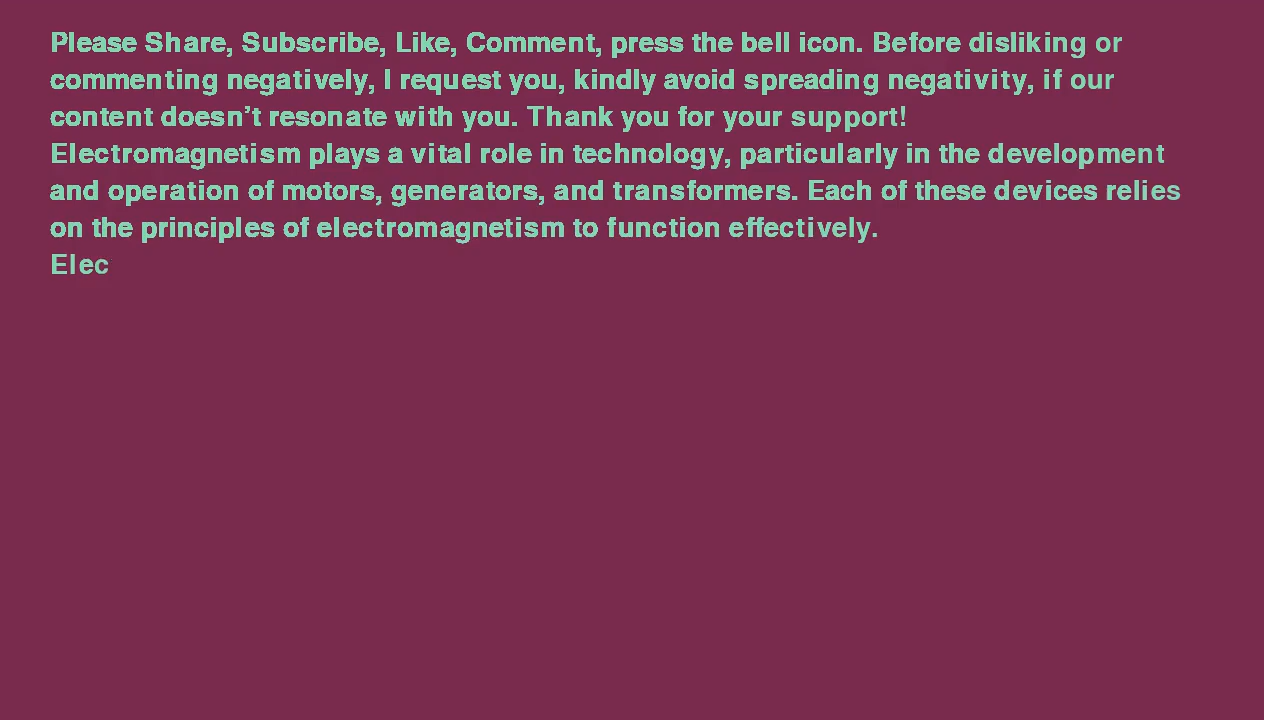 Please Share, Subscribe, Like, Comment, press the bell icon. Before disliking or
commenting negatively, I request you, kindly avoid spreading negativity, if our
content doesn’t resonate with you. Thank you for your support!
Electromagnetism plays a vital role in technology, particularly in the development
and operation of motors, generators, and transformers. Each of these devices relies
on the principles of electromagnetism to function effectively.
Elec